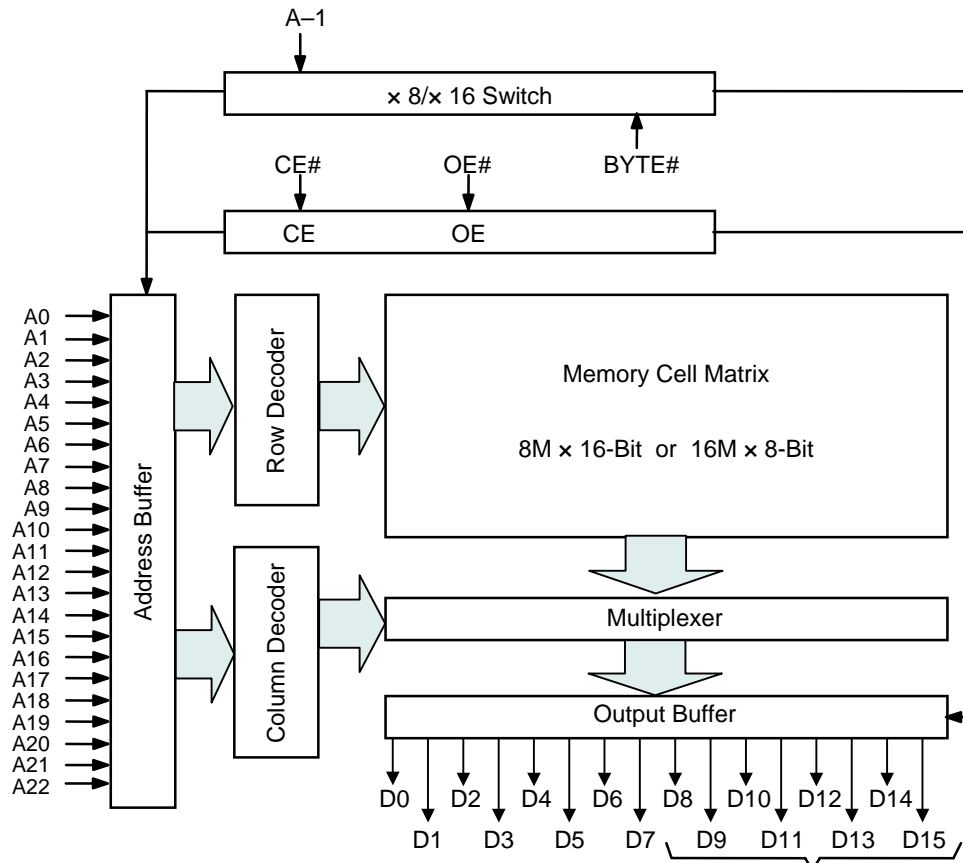 A–1
× 8/× 16 Switch
CE#
OE#
BYTE#
CE
OE
A0
A1
A2
A3
A4
A5
A6
A7
A8
A9
A10
A11
A12
A13
A14
A15
A16
A17
A18
A19
A20
A21
A22
Address Buffer
Row Decoder
Column Decoder
Memory Cell Matrix
8M × 16-Bit or 16M × 8-Bit
Multiplexer
Output Buffer
D0 D2 D4 D6 D8 D10 D12 D14
D1 D3 D5 D7 D9 D11 D13 D15